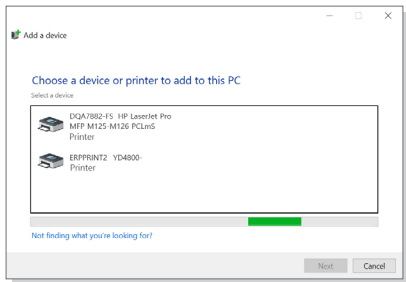 Add a device
Choose a device or printer to add to this PC
Select a device
DQA7882-FS HP LaserJet Pro
MFP M125-M126 PCLmS
Printer
ERPPRINT2 YD4800-
Printer
Not finding what you're looking for?
Next
Cancel